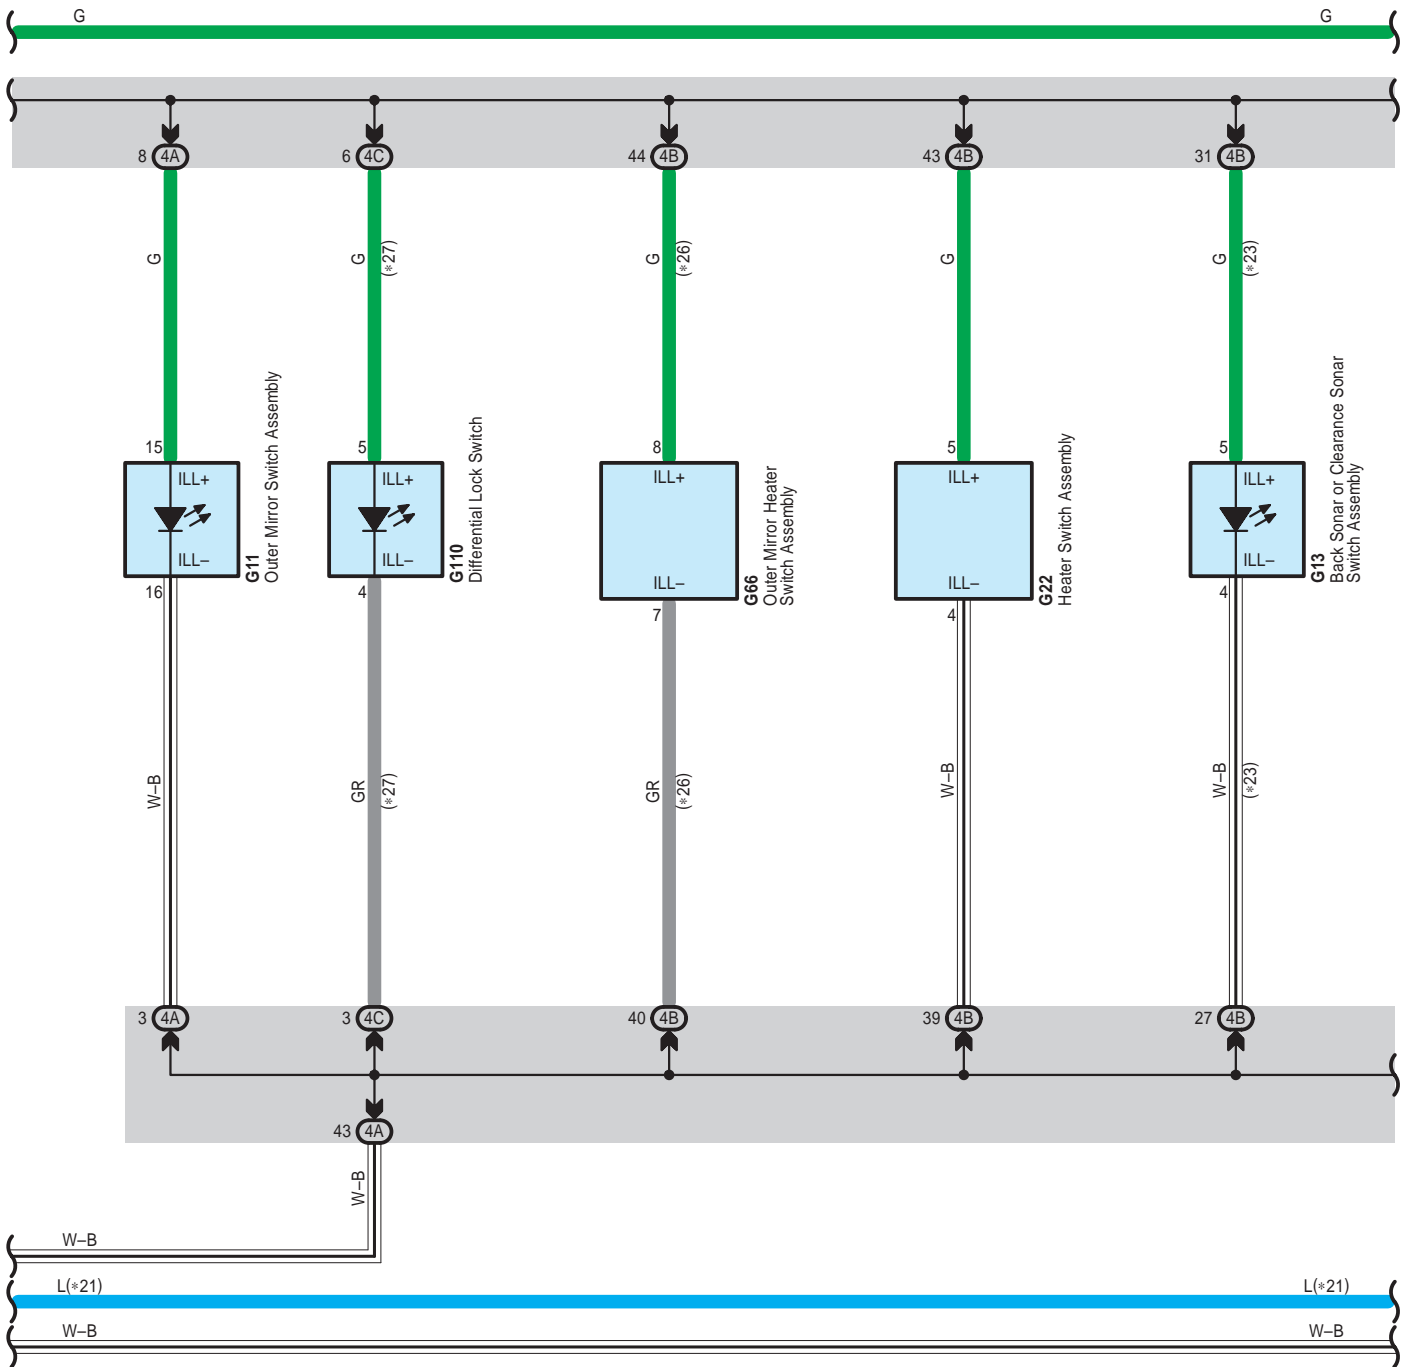 G G
8 4A 6 4C 44 4B 43 4B 31 4B
G G (*27) G (*26) G G (*23)
15 5 8 5 5
ILL+ ILL+ ILL+ ILL+ ILL+
ILL– ILL– ILL– ILL– ILL–
G11
Outer Mirror Switch Assembly
G110
Differential Lock Switch
G66
Outer Mirror Heater
Switch Assembly
G22
Heater Switch Assembly
G13
Back Sonar or Clearance Sonar
Switch Assembly
16 4 7 4 4
W–B GR (*27) GR (*26) W–B W–B (*23)
3 4A 3 4C 40 4B 39 4B 27 4B
43 4A
W–B
W–B
L(*21) L(*21)
W–B W–B